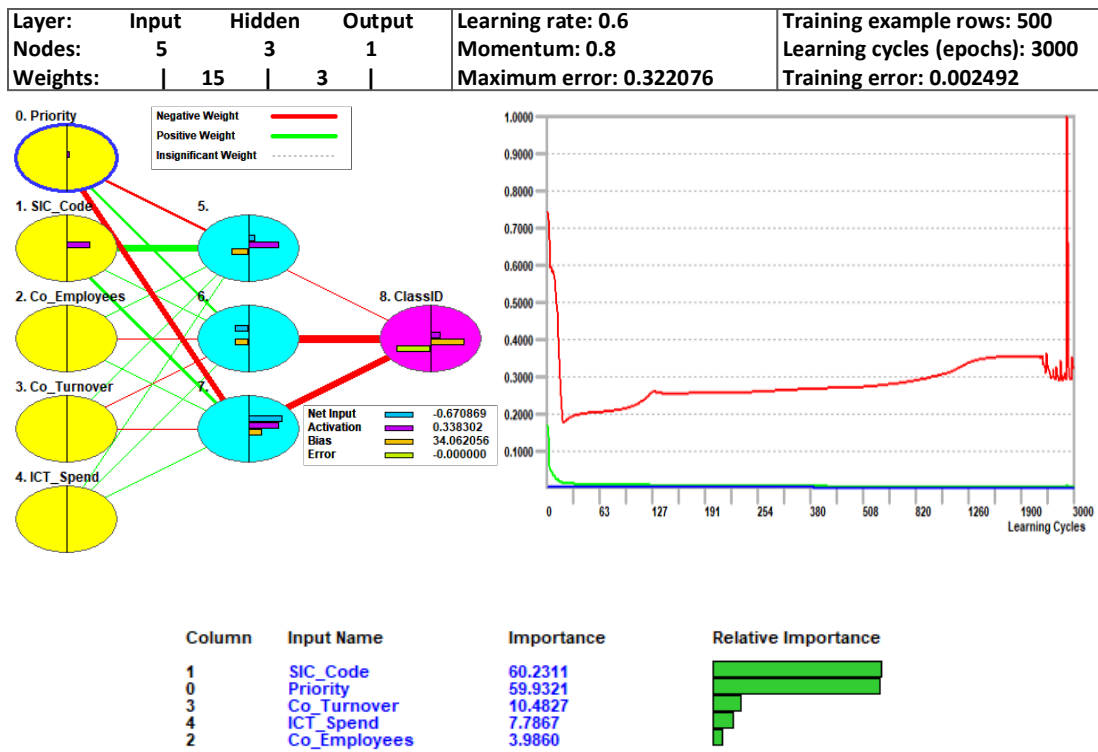 Layer: Input Hidden Output
Nodes: 5 3 1
Weights: | 15 | 3 |
Learning rate: 0.6
Momentum: 0.8
Maximum error: 0.322076
Training example rows: 500
Learning cycles (epochs): 3000
Training error: 0.002492
0. Priority
Negative Weight
Positive Weight
Insignificant Weight
1. SIC_Code
5.
2. Co_Employees
6.
8. ClassID
3. Co_Turnover
7.
Net Input -0.670869
Activation 0.338302
Bias 34.062056
Error -0.000000
4. ICT_Spend
1.0000
0.9000
0.8000
0.7000
0.6000
0.5000
0.4000
0.3000
0.2000
0.1000
0 63 127 191 254 380 508 820 1260 1900 3000
Learning Cycles
Column Input Name Importance Relative Importance
1 SIC_Code 60.2311
0 Priority 59.9321
3 Co_Turnover 10.4827
4 ICT_Spend 7.7867
2 Co_Employees 3.9860